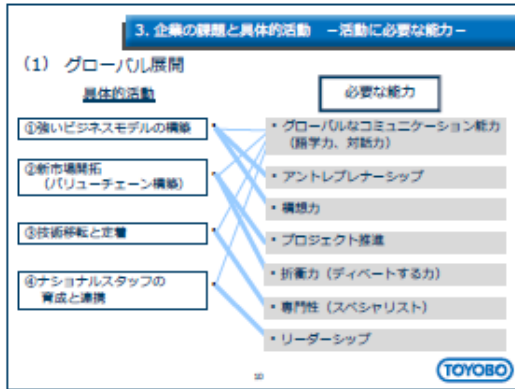 3. 企業の課題と具体的活動 －活動に必要な能力－
(1) グローバル展開
具体的活動
必要な能力
①強いビジネスモデルの構築
②新市場開拓
（バリューチェーン構築）
③技術移転と定着
④ナショナルスタッフの
育成と連携
・グローバルなコミュニケーション能力
（語学力、対話力）
・アントレプレナーシップ
・構想力
・プロジェクト推進
・折衝力（ディベートする力）
・専門性（スペシャリスト）
・リーダーシップ
10
TOYOBO